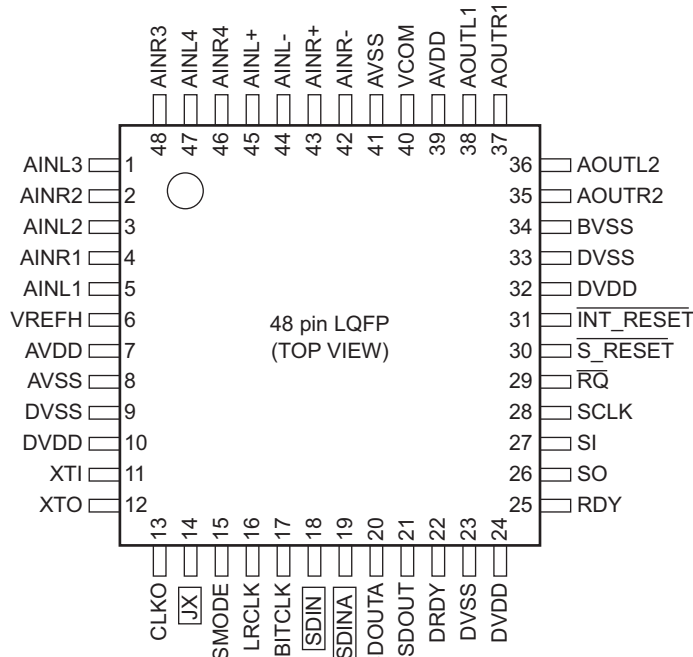 AINR3 AINL4 AINR4 AINL+ AINL- AINR+ AINR- AVSS VCOM AVDD AOUTL1 AOUTR1
48 47 46 45 44 43 42 41 40 39 38 37
AINL3 1 36 AOUTL2
AINR2 2 35 AOUTR2
AINL2 3 34 BVSS
AINR1 4 33 DVSS
AINL1 5 32 DVDD
VREFH 6 48 pin LQFP 31 INT_RESET
AVDD 7 (TOP VIEW) 30 S_RESET
AVSS 8 29 RQ
DVSS 9 28 SCLK
DVDD 10 27 SI
XTI 11 26 SO
XTO 12 25 RDY
13 14 15 16 17 18 19 20 21 22 23 24
CLKO JX SMODE LRCLK BITCLK SDIN SDINA DOUTA SDOUT DRDY DVSS DVDD